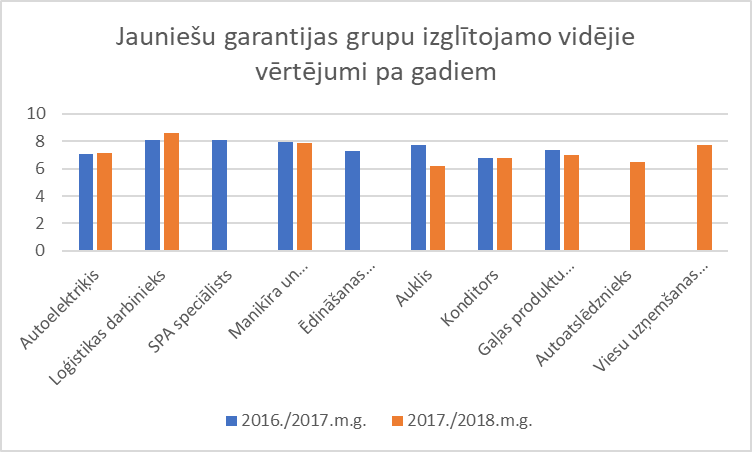 Jauniešu garantijas grupu izglītojamo vidējie
vērtējumi pa gadiem
10
8
6
4
2
0
Autoelektriķis
Loģistikas darbinieks
SPA speciālists
Manikīra un...
Ēdināšanas...
Auklis
Konditors
Gaļas produktu...
Autoatslēdznieks
Viesu uzņemšanas...
2016./2017.m.g.
2017./2018.m.g.